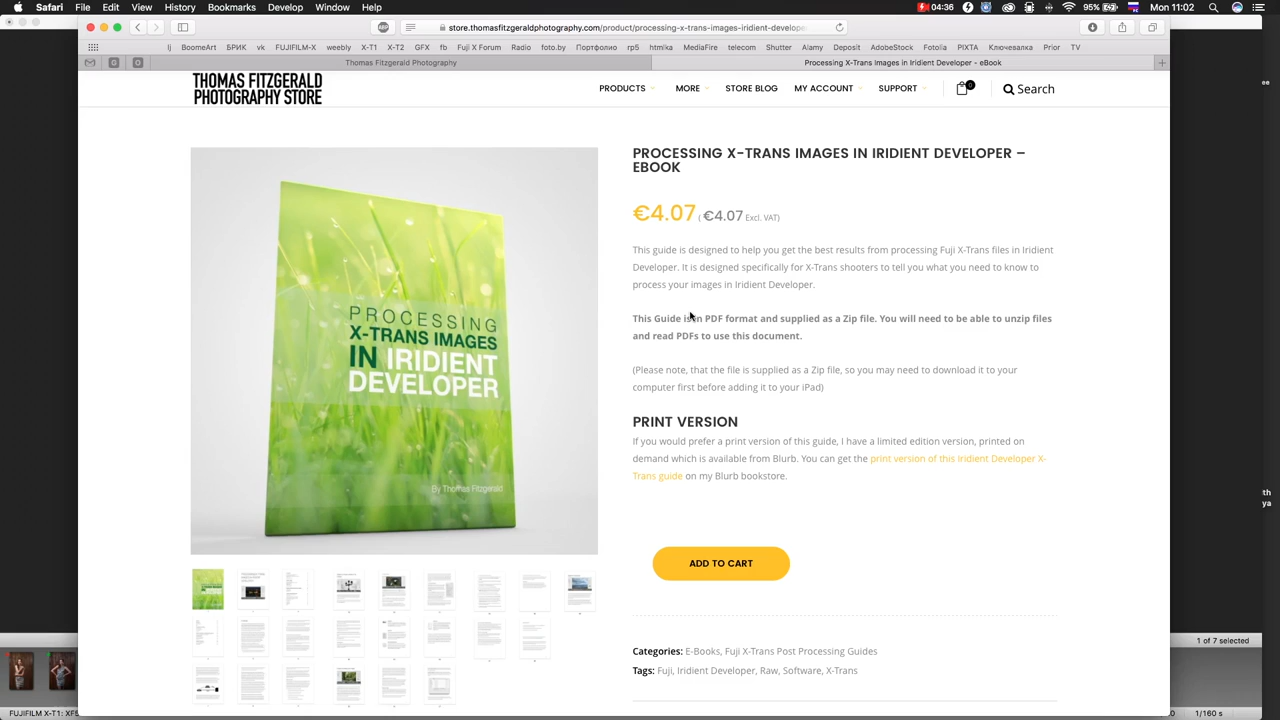 Safari File Edit View History Bookmarks Develop Window Help 04:36 95% Mon 11:02
store.thomasfitzgeraldphotography.com/product/processing-x-trans-images-iridient-develope
lj BoomeArt БРИК vk FUJIFILM-X weebly X-T1 X-T2 GFX fb Fuji X Forum Radio foto.by Портфолио rp5 htmlka MediaFire telecom Shutter Alamy Deposit AdobeStock Fotolia PIXTA Ключевалка Prior TV
G O Thomas Fitzgerald Photography Processing X-Trans Images in Iridient Developer - eBook
THOMAS FITZGERALD
PHOTOGRAPHY STORE
PRODUCTS MORE STORE BLOG MY ACCOUNT SUPPORT 0 Search
PROCESSING
X-TRANS IMAGES
IN IRIDIENT
DEVELOPER
By Thomas Fitzgerald
PROCESSING X-TRANS IMAGES IN IRIDIENT DEVELOPER –
EBOOK
€4.07 ( €4.07 Excl. VAT)
This guide is designed to help you get the best results from processing Fuji X-Trans files in Iridient
Developer. It is designed specifically for X-Trans shooters to tell you what you need to know to
process your images in Iridient Developer.
This Guide is in PDF format and supplied as a Zip file. You will need to be able to unzip files
and read PDFs to use this document.
(Please note, that the file is supplied as a Zip file, so you may need to download it to your
computer first before adding it to your iPad)
PRINT VERSION
If you would prefer a print version of this guide, I have a limited edition version, printed on
demand which is available from Blurb. You can get the print version of this Iridient Developer X-
Trans guide on my Blurb bookstore.
ADD TO CART
Categories: E-Books, Fuji X-Trans Post Processing Guides
Tags: Fuji, Iridient Developer, Raw, Software, X-Trans
1 of 7 selected
FUJIFILM X-T1: XF5
1/160 s